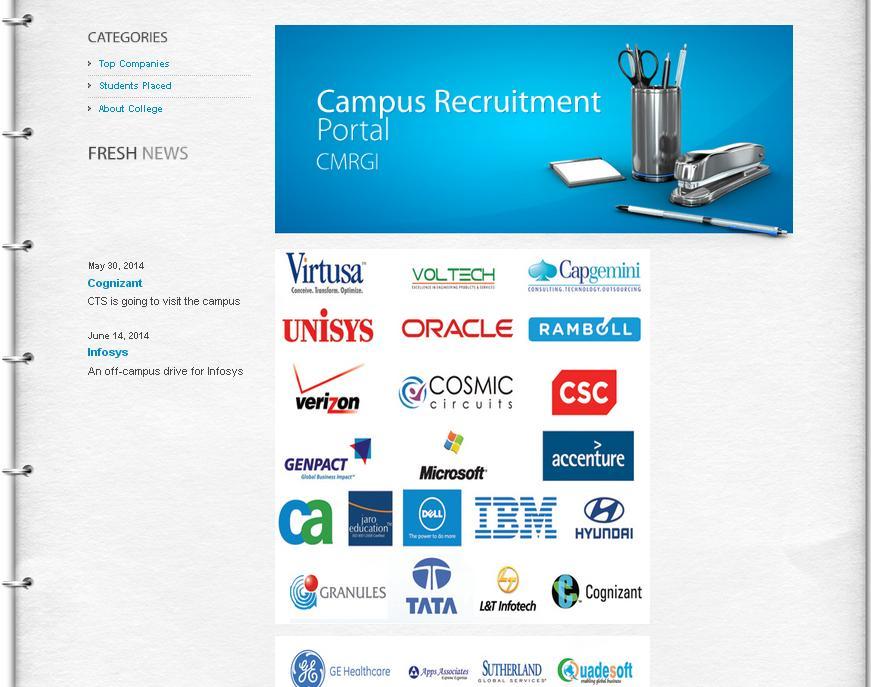 CATEGORIES
Top Companies
Students Placed
About College
FRESH NEWS
May 30, 2014
Cognizant
CTS is going to visit the campus
June 14, 2014
Infosys
An off-campus drive for Infosys
Campus Recruitment
Portal
CMRGI
Virtusa
Conceive. Transform. Optimize.
VOLTECH
EXCELLENCE IN ENGINEERING PRODUCTS & SERVICES
Capgemini
CONSULTING.TECHNOLOGY.OUTSOURCING
UNiSYS
ORACLE
RAMBOLL
verizon
COSMIC
circuits
CSC
GENPACT
Global Business Impact
Microsoft
accenture
ca
jaro
education
DELL
The power to do more
IBM
HYUNDAI
GRANULES
TATA
L&T Infotech
Cognizant
GE Healthcare
Apps Associates
SUTHERLAND
GLOBAL SERVICES
Quadesoft
enabling global business